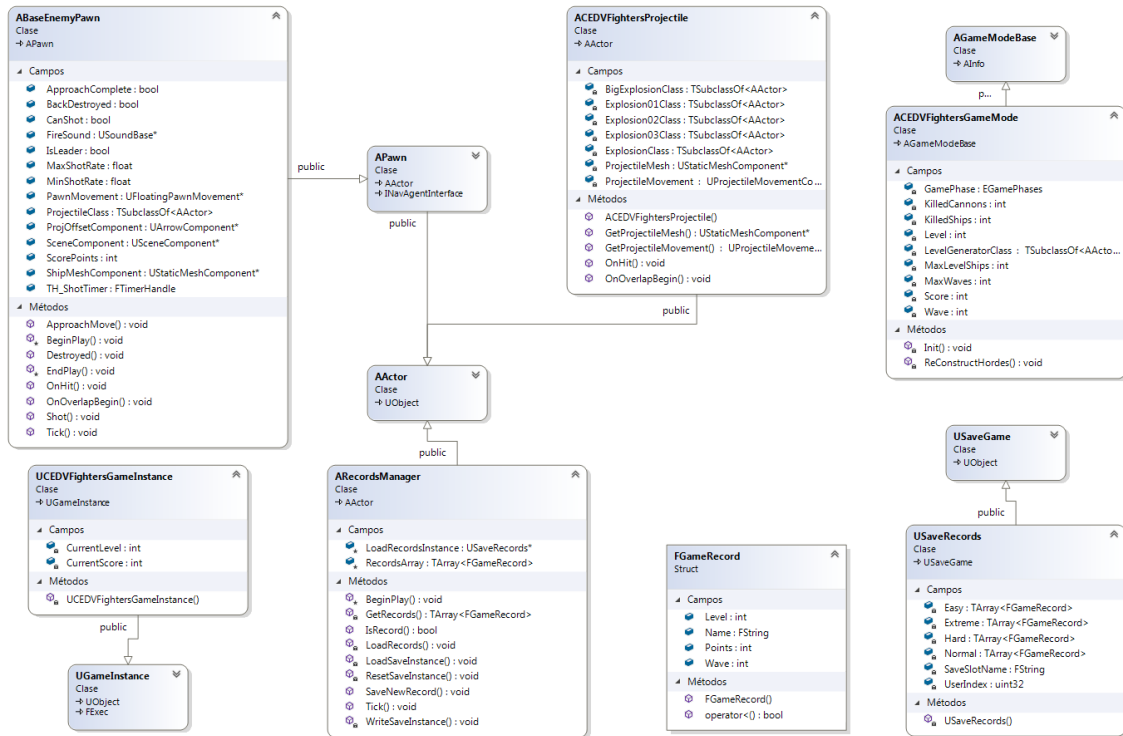 ABaseEnemyPawn
Clase
APawn
Campos
ApproachComplete : bool
BackDestroyed : bool
CanShot : bool
FireSound : USoundBase*
IsLeader : bool
MaxShotRate : float
MinShotRate : float
PawnMovement : UFloatingPawnMovement*
ProjectileClass : TSubclassOf<AActor>
ProjOffsetComponent : UArrowComponent*
SceneComponent : USceneComponent*
ScorePoints : int
ShipMeshComponent : UStaticMeshComponent*
TH_ShotTimer : FTimerHandle
Métodos
ApproachMove() : void
BeginPlay() : void
Destroyed() : void
EndPlay() : void
OnHit() : void
OnOverlapBegin() : void
Shot() : void
Tick() : void
public
APawn
Clase
AActor
INavAgentInterface
public
ACEDVFightersProjectile
Clase
AActor
Campos
BigExplosionClass : TSubclassOf<AActor>
Explosion01Class : TSubclassOf<AActor>
Explosion02Class : TSubclassOf<AActor>
Explosion03Class : TSubclassOf<AActor>
ExplosionClass : TSubclassOf<AActor>
ProjectileMesh : UStaticMeshComponent*
ProjectileMovement : UProjectileMovementCo...
Métodos
ACEDVFightersProjectile()
GetProjectileMesh() : UStaticMeshComponent*
GetProjectileMovement() : UProjectileMoveme...
OnHit() : void
OnOverlapBegin() : void
public
AGameModeBase
Clase
AInfo
p...
ACEDVFightersGameMode
Clase
AGameModeBase
Campos
GamePhase : EGamePhases
KilledCannons : int
KilledShips : int
Level : int
LevelGeneratorClass : TSubclassOf<AActo...
MaxLevelShips : int
MaxWaves : int
Score : int
Wave : int
Métodos
Init() : void
ReConstructHordes() : void
AActor
Clase
UObject
public
UCEDVFightersGameInstance
Clase
UGameInstance
Campos
CurrentLevel : int
CurrentScore : int
Métodos
UCEDVFightersGameInstance()
public
UGameInstance
Clase
UObject
FExec
ARecordsManager
Clase
AActor
Campos
LoadRecordsInstance : USaveRecords*
RecordsArray : TArray<FGameRecord>
Métodos
BeginPlay() : void
GetRecords() : TArray<FGameRecord>
IsRecord() : bool
LoadRecords() : void
LoadSaveInstance() : void
ResetSaveInstance() : void
SaveNewRecord() : void
Tick() : void
WriteSaveInstance() : void
FGameRecord
Struct
Campos
Level : int
Name : FString
Points : int
Wave : int
Métodos
FGameRecord()
operator<() : bool
USaveGame
Clase
UObject
public
USaveRecords
Clase
USaveGame
Campos
Easy : TArray<FGameRecord>
Extreme : TArray<FGameRecord>
Hard : TArray<FGameRecord>
Normal : TArray<FGameRecord>
SaveSlotName : FString
UserIndex : uint32
Métodos
USaveRecords()